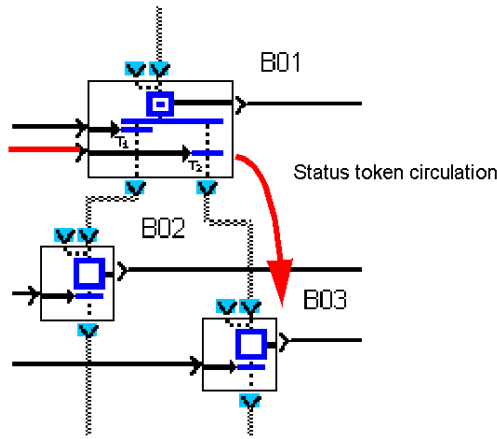 B01
T1
T2
Status token circulation
B02
B03